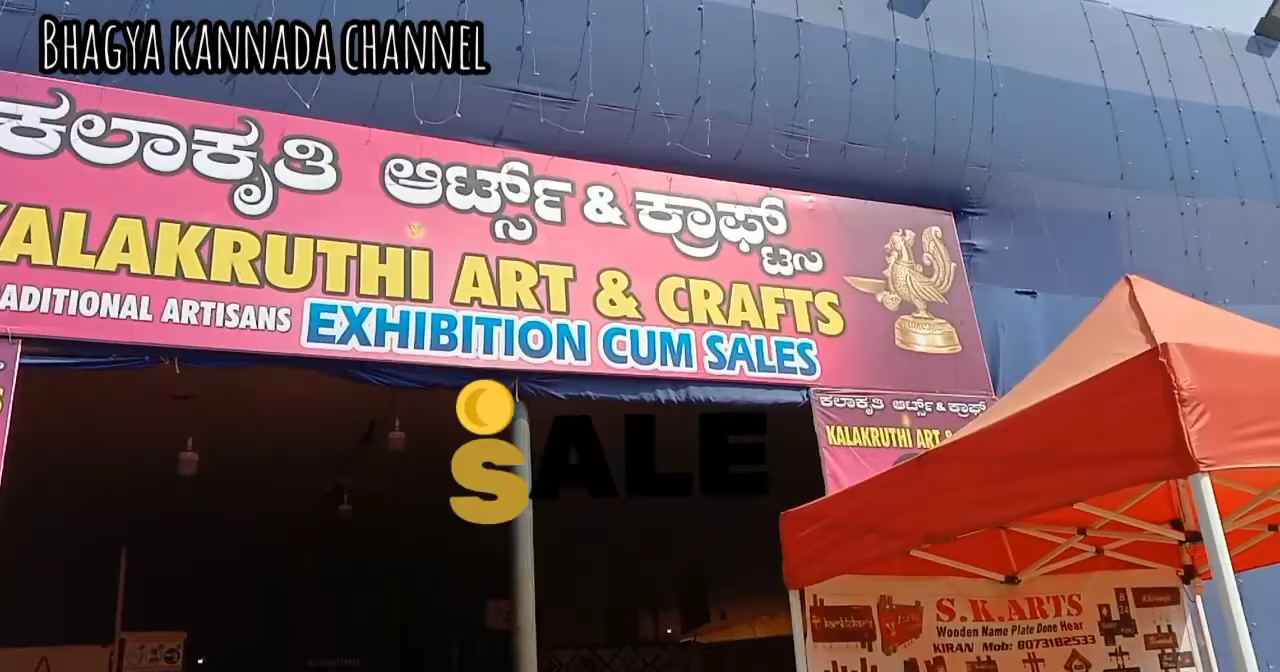 BHAGYA KANNADA CHANNEL
ಕಲಾಕೃತಿ ಆರ್ಟ್ಸ್ & ಕ್ರಾಫ್ಟ್ಸ್
KALAKRUTHI ART & CRAFTS
ADITIONAL ARTISANS EXHIBITION CUM SALES
SALE
ಕಲಾಕೃತಿ ಆರ್ಟ್ಸ್ & ಕ್ರಾಫ್ಟ್
KALAKRUTHI ART &
S.K.ARTS
Wooden Name Plate Done Hear
KIRAN Mob: 8073182533